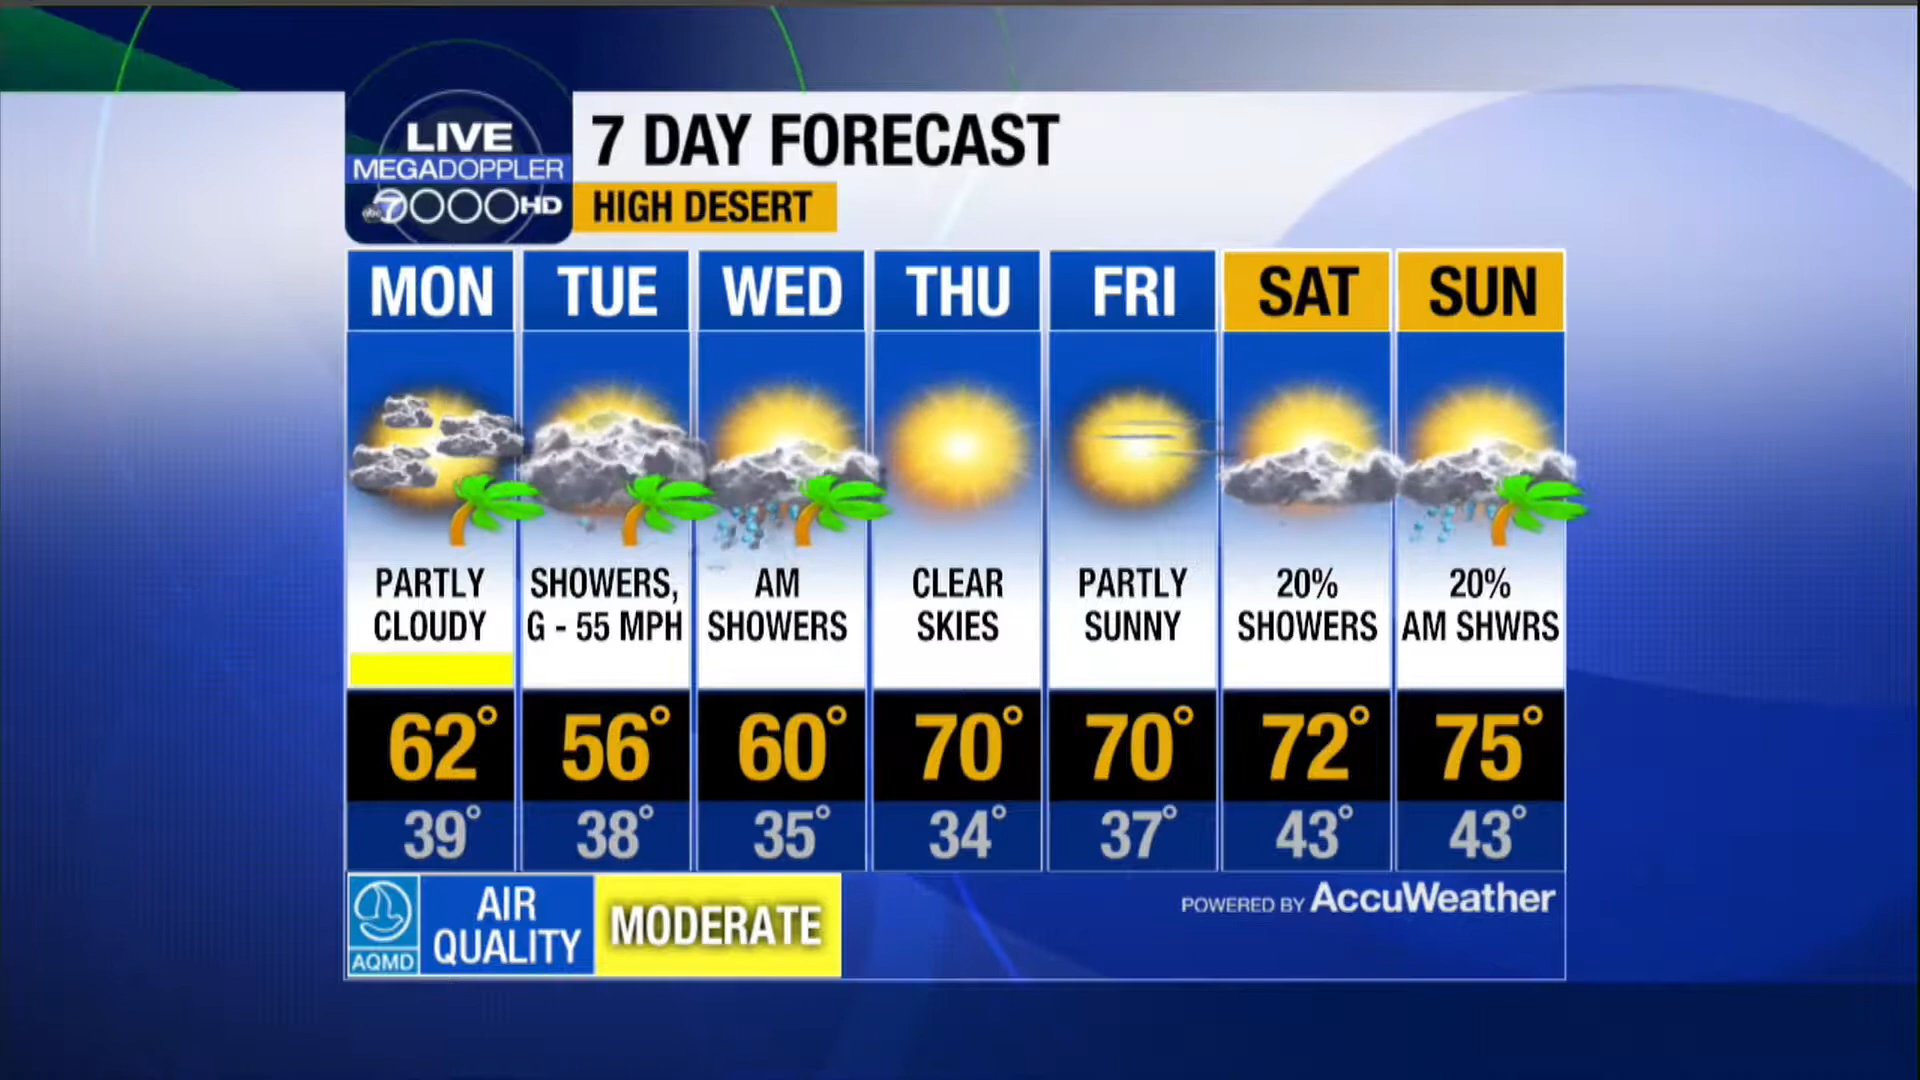 LIVE
MEGADOPPLER
abc 7000HD
7 DAY FORECAST
HIGH DESERT
MON TUE WED THU FRI SAT SUN
PARTLY SHOWERS, AM CLEAR PARTLY 20% 20%
CLOUDY G - 55 MPH SHOWERS SKIES SUNNY SHOWERS AM SHWRS
62° 56° 60° 70° 70° 72° 75°
39° 38° 35° 34° 37° 43° 43°
AQMD
AIR
QUALITY
MODERATE
POWERED BY AccuWeather